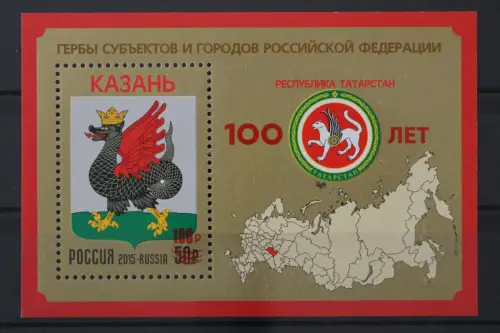 ГЕРБЫ СУБЪЕКТОВ И ГОРОДОВ РОССИЙСКОЙ ФЕДЕРАЦИИ
КАЗАНЬ
РЕСПУБЛИКА ТАТАРСТАН
100 ЛЕТ
ТАТАРСТАН
100р
РОССИЯ 2015·RUSSIA 50р